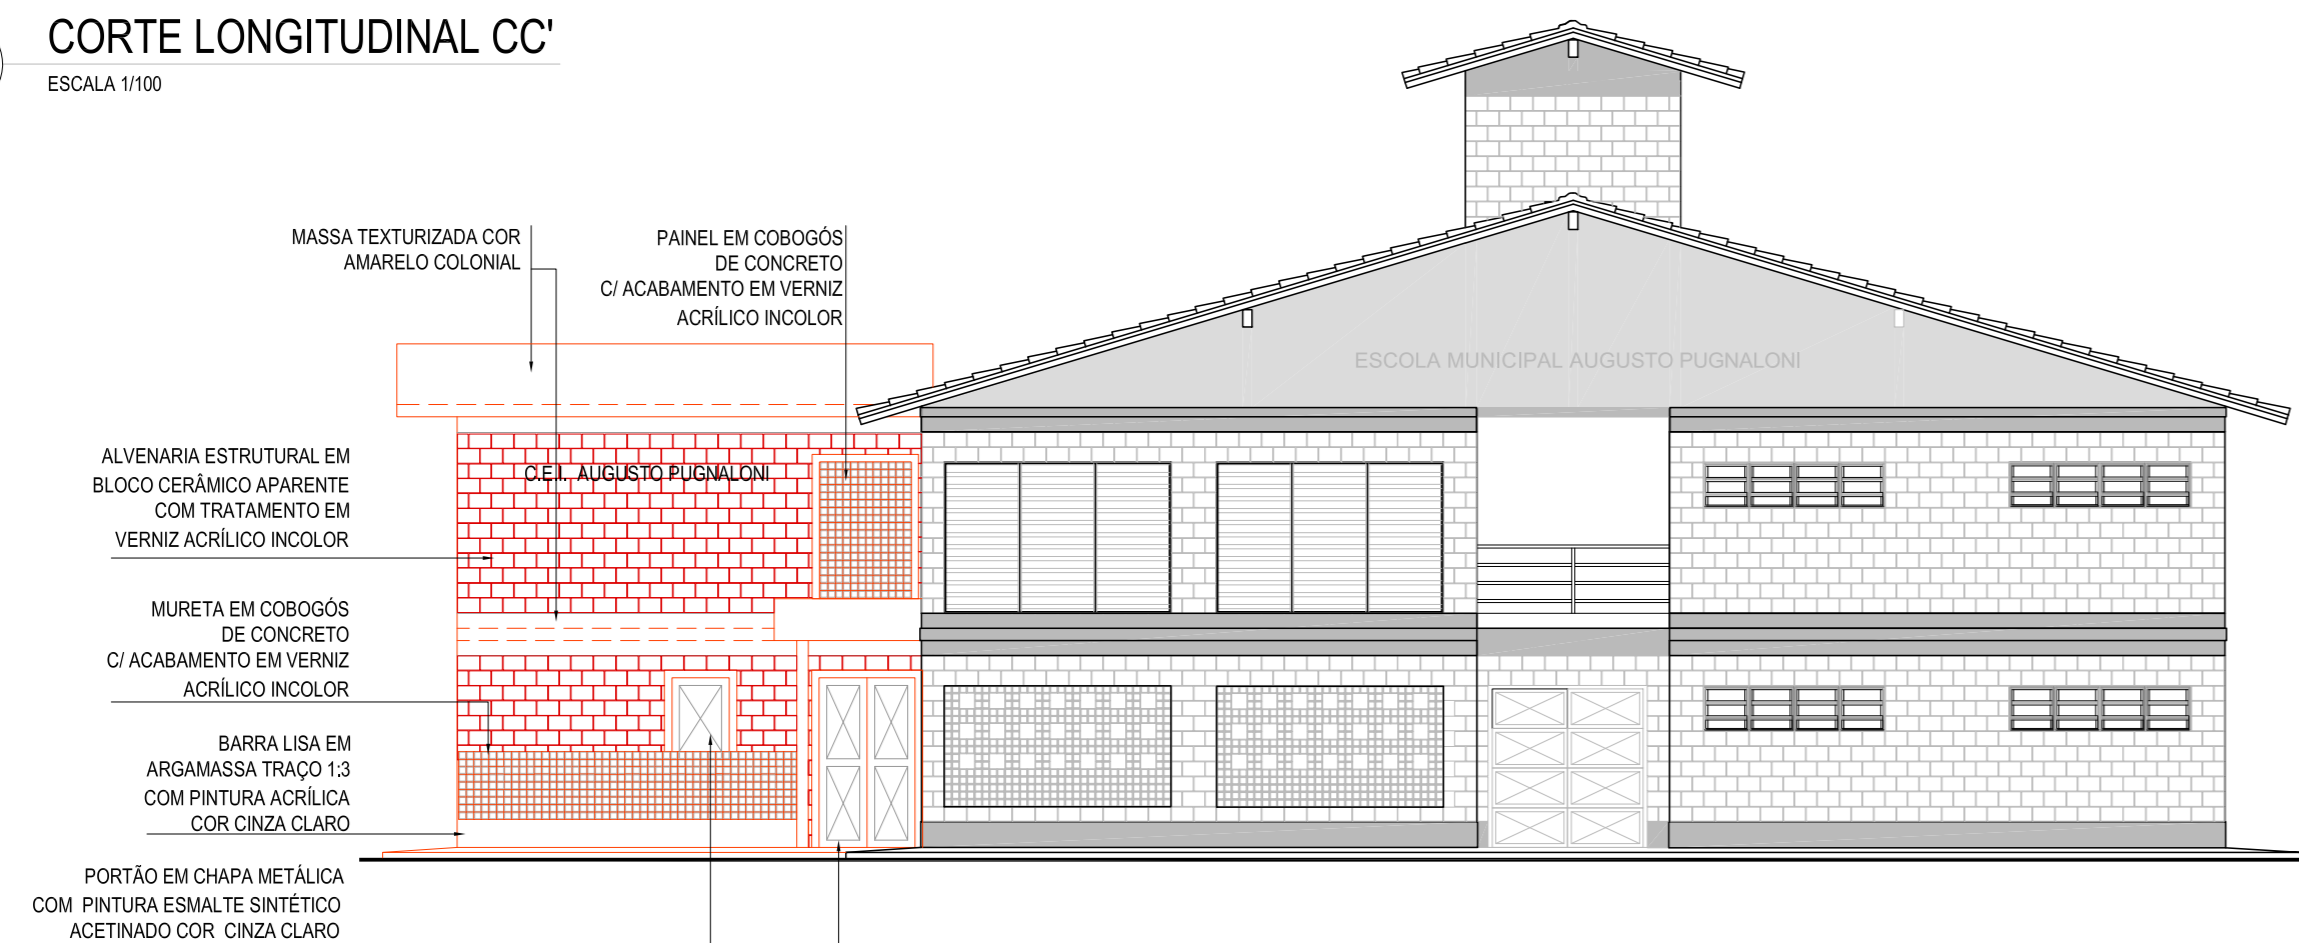 CORTE LONGITUDINAL CC'
ESCALA 1/100
MASSA TEXTURIZADA COR
AMARELO COLONIAL
PAINEL EM COBOGÓS
DE CONCRETO
C/ ACABAMENTO EM VERNIZ
ACRÍLICO INCOLOR
ESCOLA MUNICIPAL AUGUSTO PUGNALONI
ALVENARIA ESTRUTURAL EM
BLOCO CERÂMICO APARENTE
COM TRATAMENTO EM
VERNIZ ACRÍLICO INCOLOR
C.E.I. AUGUSTO PUGNALONI
MURETA EM COBOGÓS
DE CONCRETO
C/ ACABAMENTO EM VERNIZ
ACRÍLICO INCOLOR
BARRA LISA EM
ARGAMASSA TRAÇO 1:3
COM PINTURA ACRÍLICA
COR CINZA CLARO
PORTÃO EM CHAPA METÁLICA
COM PINTURA ESMALTE SINTÉTICO
ACETINADO COR CINZA CLARO